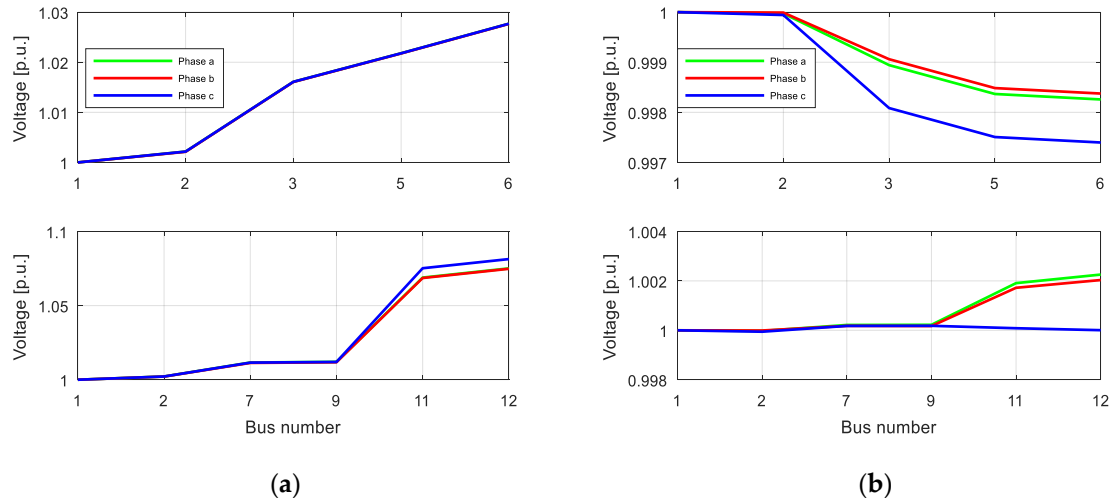 1.03
1.02
1.01
1
Voltage [p.u.]
Phase a
Phase b
Phase c
1 2 3 5 6
1
0.999
0.998
0.997
Voltage [p.u.]
Phase a
Phase b
Phase c
1 2 3 5 6
1.1
1.05
1
Voltage [p.u.]
1 2 7 9 11 12
Bus number
1.004
1.002
1
0.998
Voltage [p.u.]
1 2 7 9 11 12
Bus number
(a)
(b)